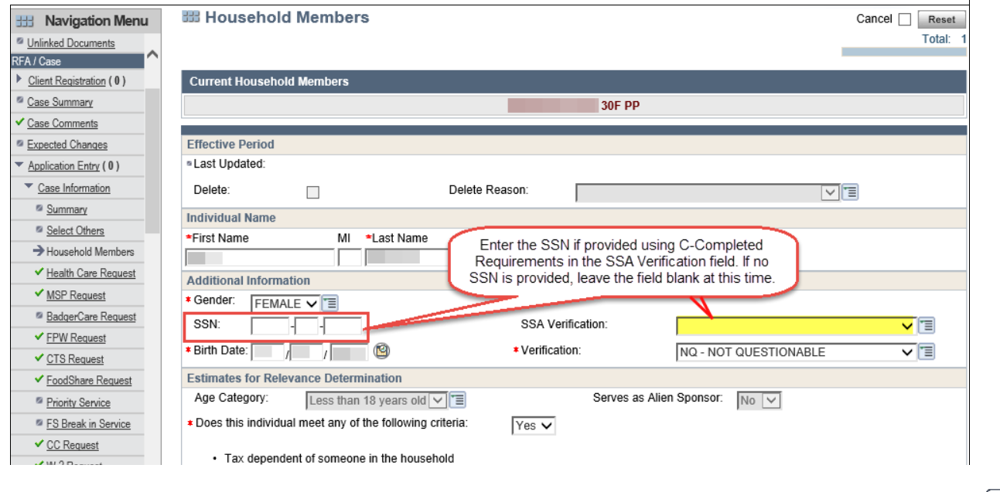 Navigation Menu
Unlinked Documents
RFA / Case
Client Registration ( 0 )
Case Summary
Case Comments
Expected Changes
Application Entry ( 0 )
Case Information
Summary
Select Others
Household Members
Health Care Request
MSP Request
BadgerCare Request
FPW Request
CTS Request
FoodShare Request
Priority Service
FS Break in Service
CC Request
Household Members
Cancel Reset
Total: 1
Current Household Members
30F PP
Effective Period
Last Updated:
Delete: Delete Reason:
Individual Name
*First Name MI *Last Name
Enter the SSN if provided using C-Completed
Requirements in the SSA Verification field. If no
SSN is provided, leave the field blank at this time.
Additional Information
* Gender: FEMALE
SSN: - - SSA Verification:
* Birth Date: / / * Verification: NQ - NOT QUESTIONABLE
Estimates for Relevance Determination
Age Category: Less than 18 years old Serves as Alien Sponsor: No
* Does this individual meet any of the following criteria: Yes
• Tax dependent of someone in the household